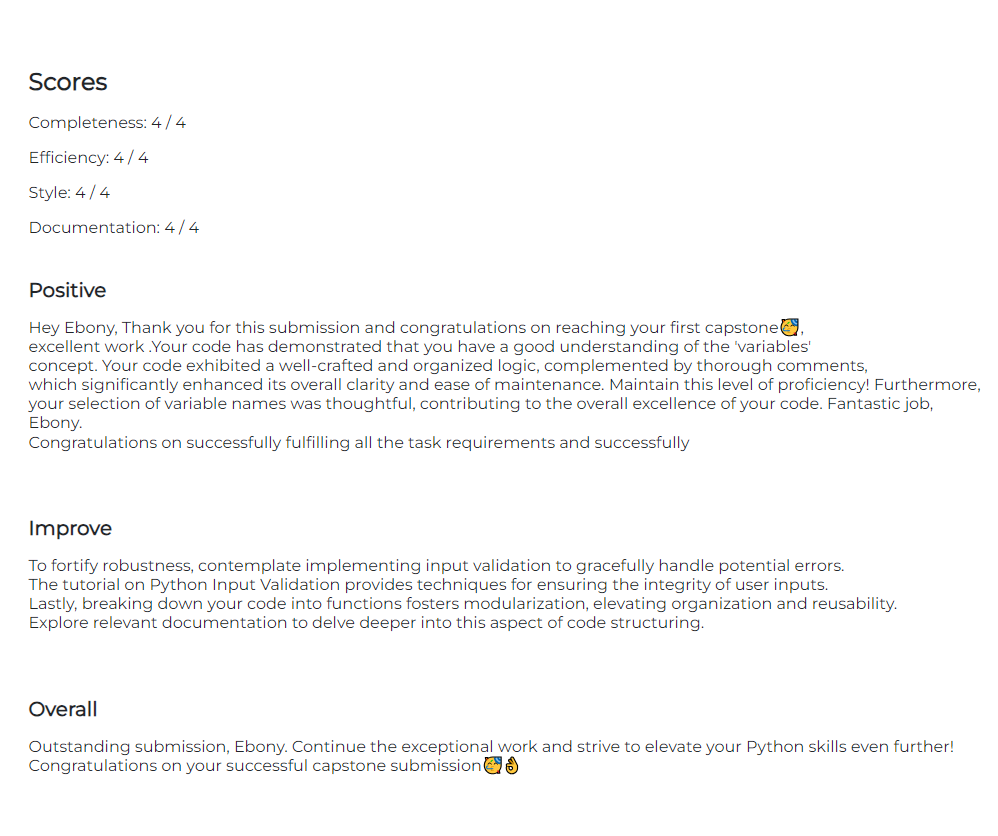 Scores
Completeness: 4 / 4
Efficiency: 4 / 4
Style: 4 / 4
Documentation: 4 / 4
Positive
Hey Ebony, Thank you for this submission and congratulations on reaching your first capstone🥳,
excellent work .Your code has demonstrated that you have a good understanding of the 'variables'
concept. Your code exhibited a well-crafted and organized logic, complemented by thorough comments,
which significantly enhanced its overall clarity and ease of maintenance. Maintain this level of proficiency! Furthermore,
your selection of variable names was thoughtful, contributing to the overall excellence of your code. Fantastic job,
Ebony.
Congratulations on successfully fulfilling all the task requirements and successfully
Improve
To fortify robustness, contemplate implementing input validation to gracefully handle potential errors.
The tutorial on Python Input Validation provides techniques for ensuring the integrity of user inputs.
Lastly, breaking down your code into functions fosters modularization, elevating organization and reusability.
Explore relevant documentation to delve deeper into this aspect of code structuring.
Overall
Outstanding submission, Ebony. Continue the exceptional work and strive to elevate your Python skills even further!
Congratulations on your successful capstone submission🥳👌